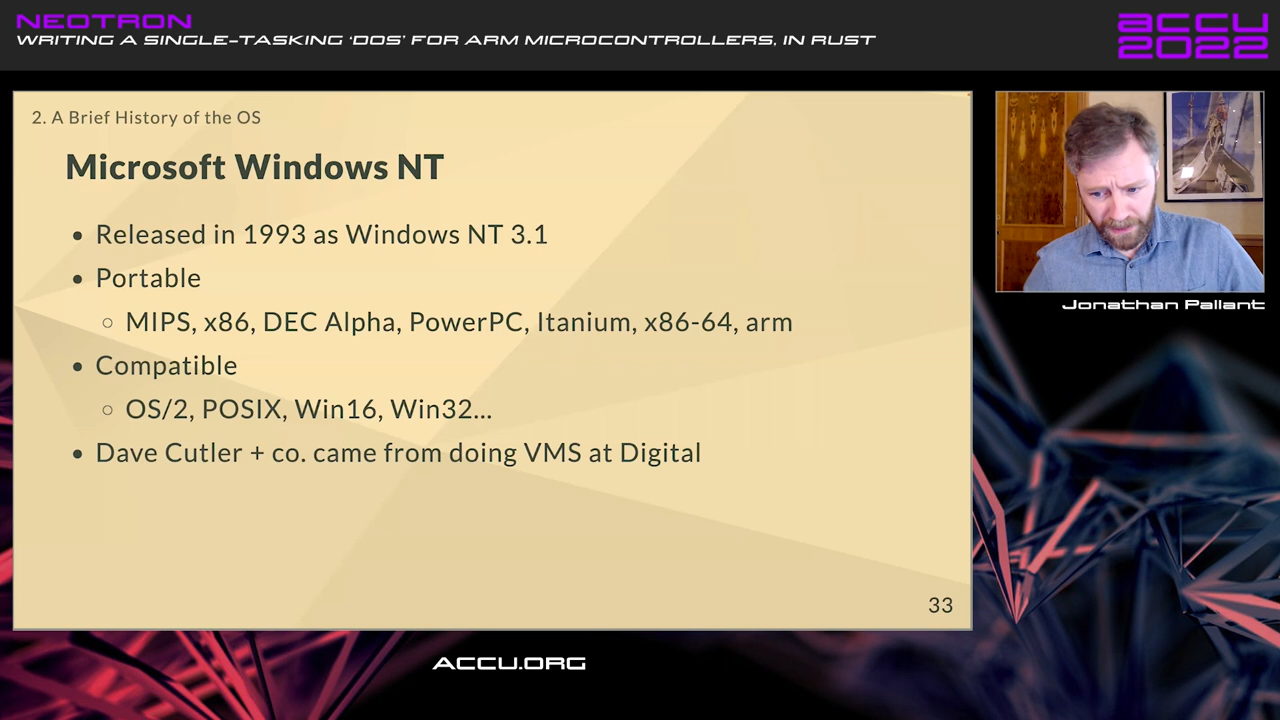 NEOTRON
WRITING A SINGLE-TASKING 'DOS' FOR ARM MICROCONTROLLERS, IN RUST
ACCU
2022
2. A Brief History of the OS
Microsoft Windows NT
• Released in 1993 as Windows NT 3.1
• Portable
○ MIPS, x86, DEC Alpha, PowerPC, Itanium, x86-64, arm
• Compatible
○ OS/2, POSIX, Win16, Win32...
• Dave Cutler + co. came from doing VMS at Digital
33
Jonathan Pallant
ACCU.ORG